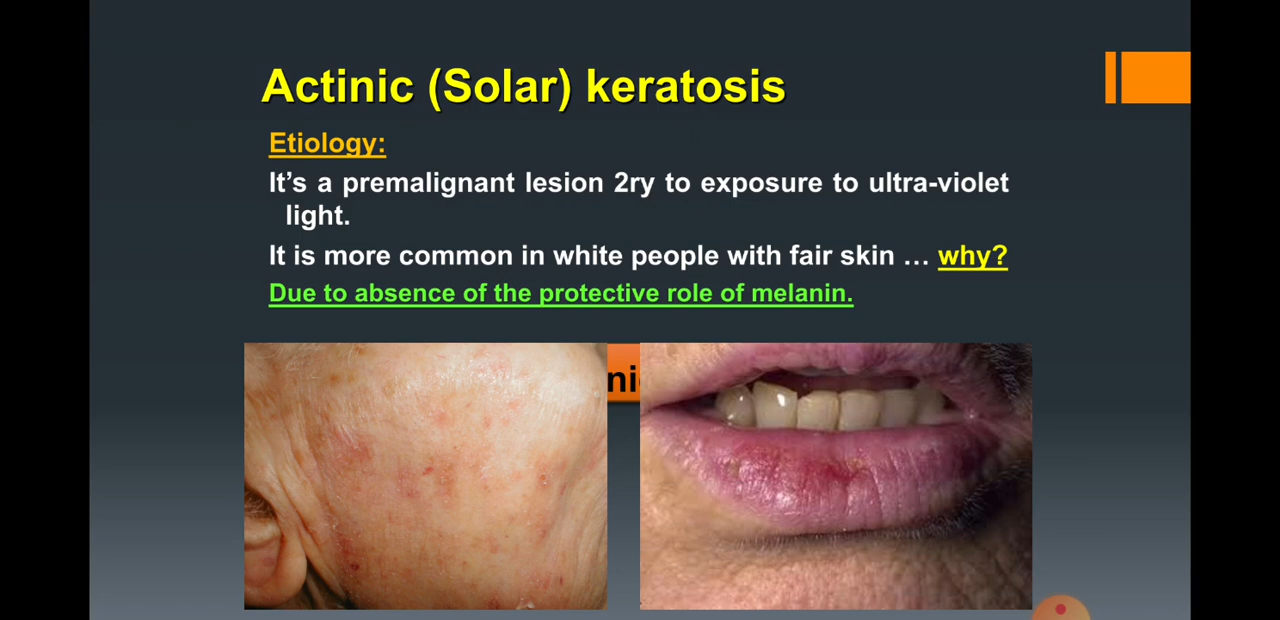 Actinic (Solar) keratosis
Etiology:
It’s a premalignant lesion 2ry to exposure to ultra-violet
light.
It is more common in white people with fair skin … why?
Due to absence of the protective role of melanin.